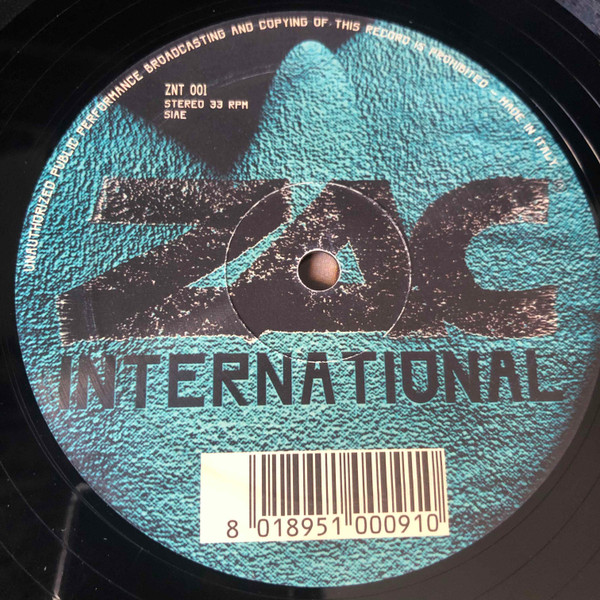 UNAUTHORIZED PUBLIC PERFORMANCE BROADCASTING AND COPYING OF THIS RECORD IS PROHIBITED - MADE IN ITALY
ZNT 001
STEREO 33 RPM
SIAE
ZAC
INTERNATIONAL
8 018951 000910